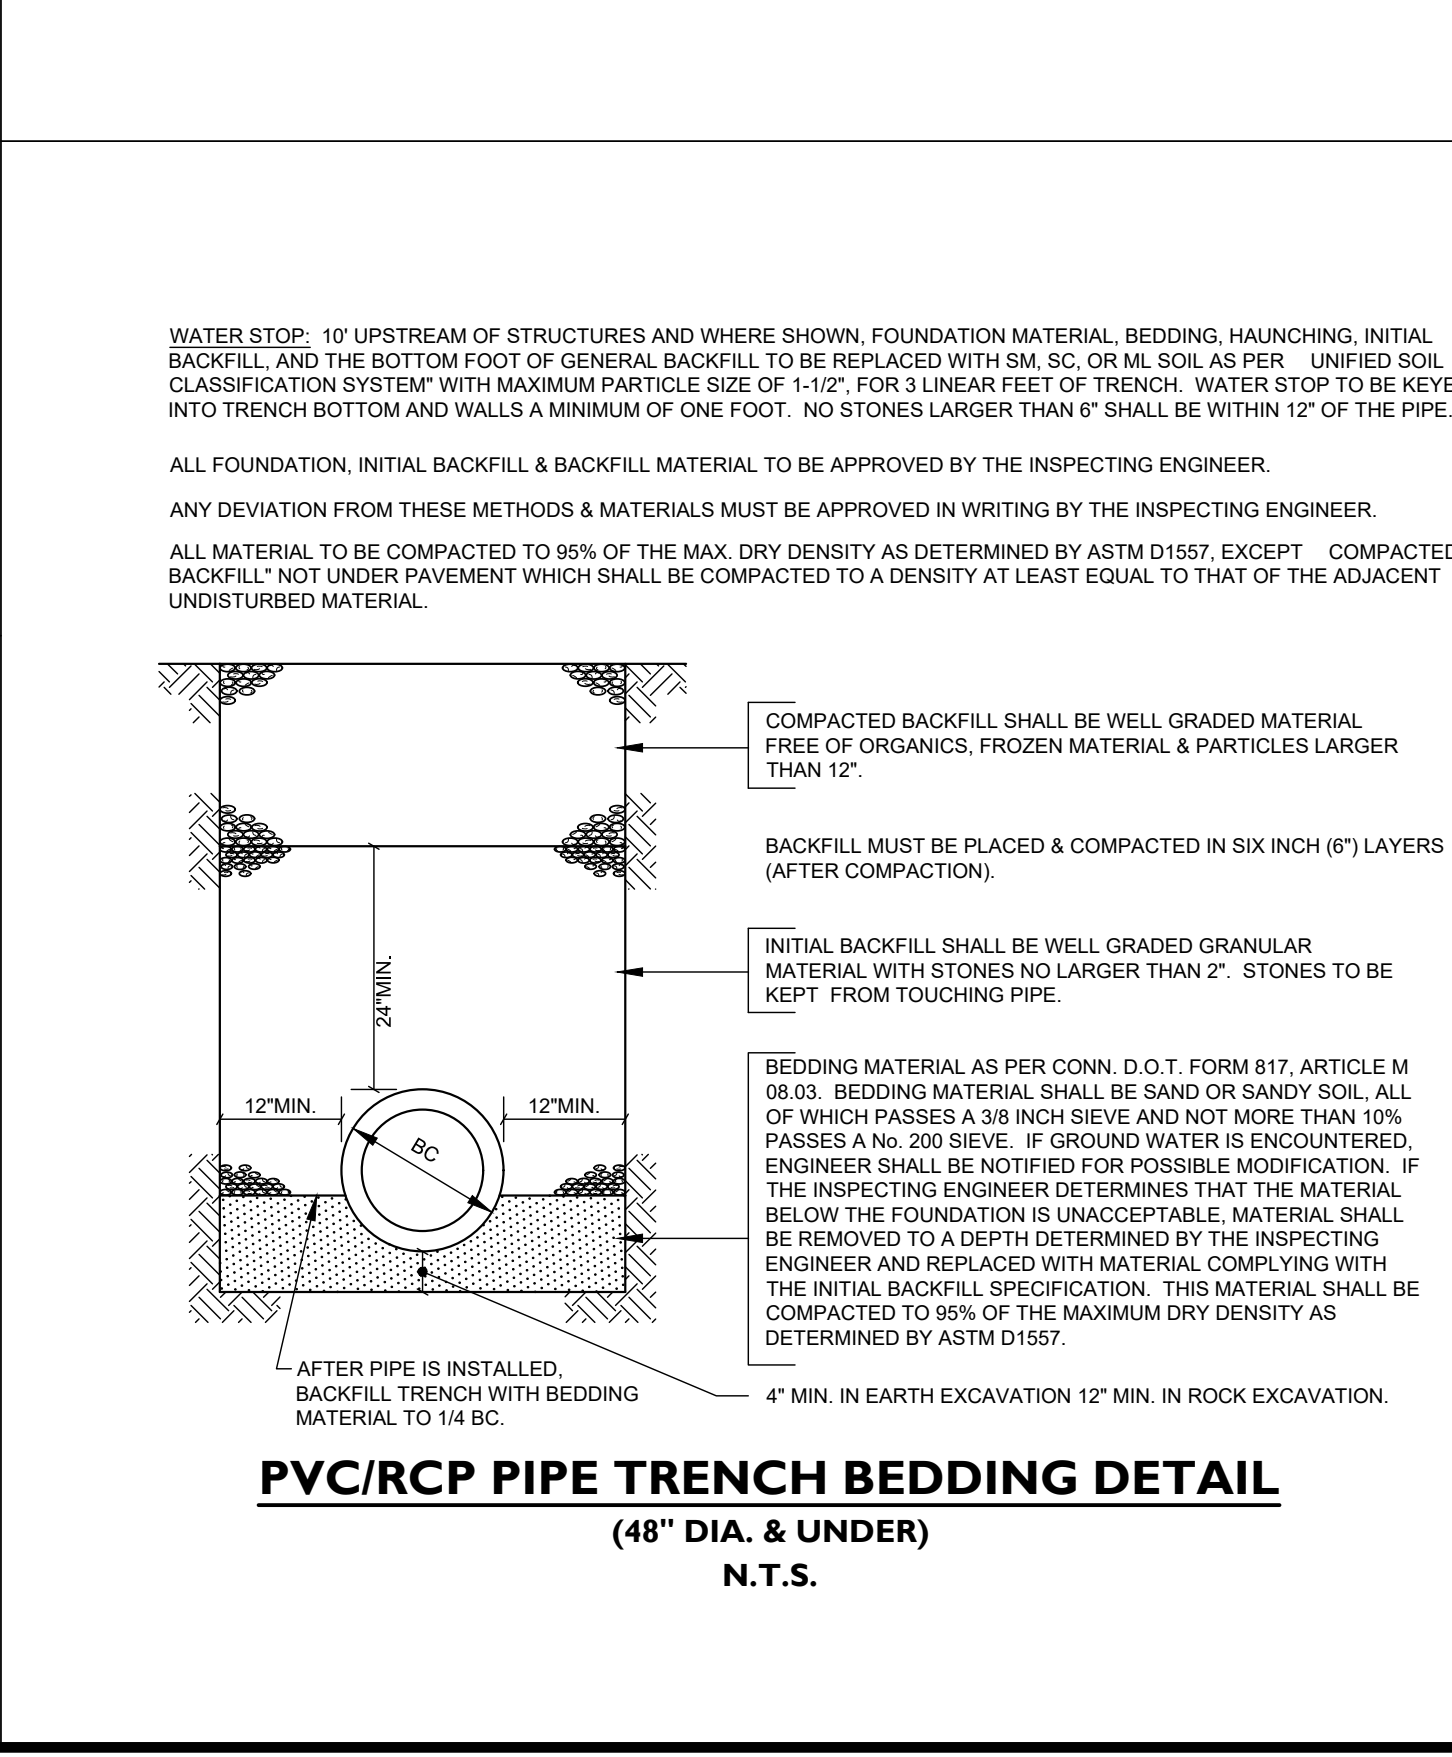 WATER STOP: 10' UPSTREAM OF STRUCTURES AND WHERE SHOWN, FOUNDATION MATERIAL, BEDDING, HAUNCHING, INITIAL
BACKFILL, AND THE BOTTOM FOOT OF GENERAL BACKFILL TO BE REPLACED WITH SM, SC, OR ML SOIL AS PER UNIFIED SOIL
CLASSIFICATION SYSTEM" WITH MAXIMUM PARTICLE SIZE OF 1-1/2", FOR 3 LINEAR FEET OF TRENCH. WATER STOP TO BE KEYE
INTO TRENCH BOTTOM AND WALLS A MINIMUM OF ONE FOOT. NO STONES LARGER THAN 6" SHALL BE WITHIN 12" OF THE PIPE.
ALL FOUNDATION, INITIAL BACKFILL & BACKFILL MATERIAL TO BE APPROVED BY THE INSPECTING ENGINEER.
ANY DEVIATION FROM THESE METHODS & MATERIALS MUST BE APPROVED IN WRITING BY THE INSPECTING ENGINEER.
ALL MATERIAL TO BE COMPACTED TO 95% OF THE MAX. DRY DENSITY AS DETERMINED BY ASTM D1557, EXCEPT COMPACTED
BACKFILL" NOT UNDER PAVEMENT WHICH SHALL BE COMPACTED TO A DENSITY AT LEAST EQUAL TO THAT OF THE ADJACENT
UNDISTURBED MATERIAL.
COMPACTED BACKFILL SHALL BE WELL GRADED MATERIAL
FREE OF ORGANICS, FROZEN MATERIAL & PARTICLES LARGER
THAN 12".
BACKFILL MUST BE PLACED & COMPACTED IN SIX INCH (6") LAYERS
(AFTER COMPACTION).
INITIAL BACKFILL SHALL BE WELL GRADED GRANULAR
MATERIAL WITH STONES NO LARGER THAN 2". STONES TO BE
KEPT FROM TOUCHING PIPE.
24"MIN.
12"MIN.
12"MIN.
BC
BEDDING MATERIAL AS PER CONN. D.O.T. FORM 817, ARTICLE M
08.03. BEDDING MATERIAL SHALL BE SAND OR SANDY SOIL, ALL
OF WHICH PASSES A 3/8 INCH SIEVE AND NOT MORE THAN 10%
PASSES A No. 200 SIEVE. IF GROUND WATER IS ENCOUNTERED,
ENGINEER SHALL BE NOTIFIED FOR POSSIBLE MODIFICATION. IF
THE INSPECTING ENGINEER DETERMINES THAT THE MATERIAL
BELOW THE FOUNDATION IS UNACCEPTABLE, MATERIAL SHALL
BE REMOVED TO A DEPTH DETERMINED BY THE INSPECTING
ENGINEER AND REPLACED WITH MATERIAL COMPLYING WITH
THE INITIAL BACKFILL SPECIFICATION. THIS MATERIAL SHALL BE
COMPACTED TO 95% OF THE MAXIMUM DRY DENSITY AS
DETERMINED BY ASTM D1557.
AFTER PIPE IS INSTALLED,
BACKFILL TRENCH WITH BEDDING
MATERIAL TO 1/4 BC.
4" MIN. IN EARTH EXCAVATION 12" MIN. IN ROCK EXCAVATION.
PVC/RCP PIPE TRENCH BEDDING DETAIL
(48" DIA. & UNDER)
N.T.S.